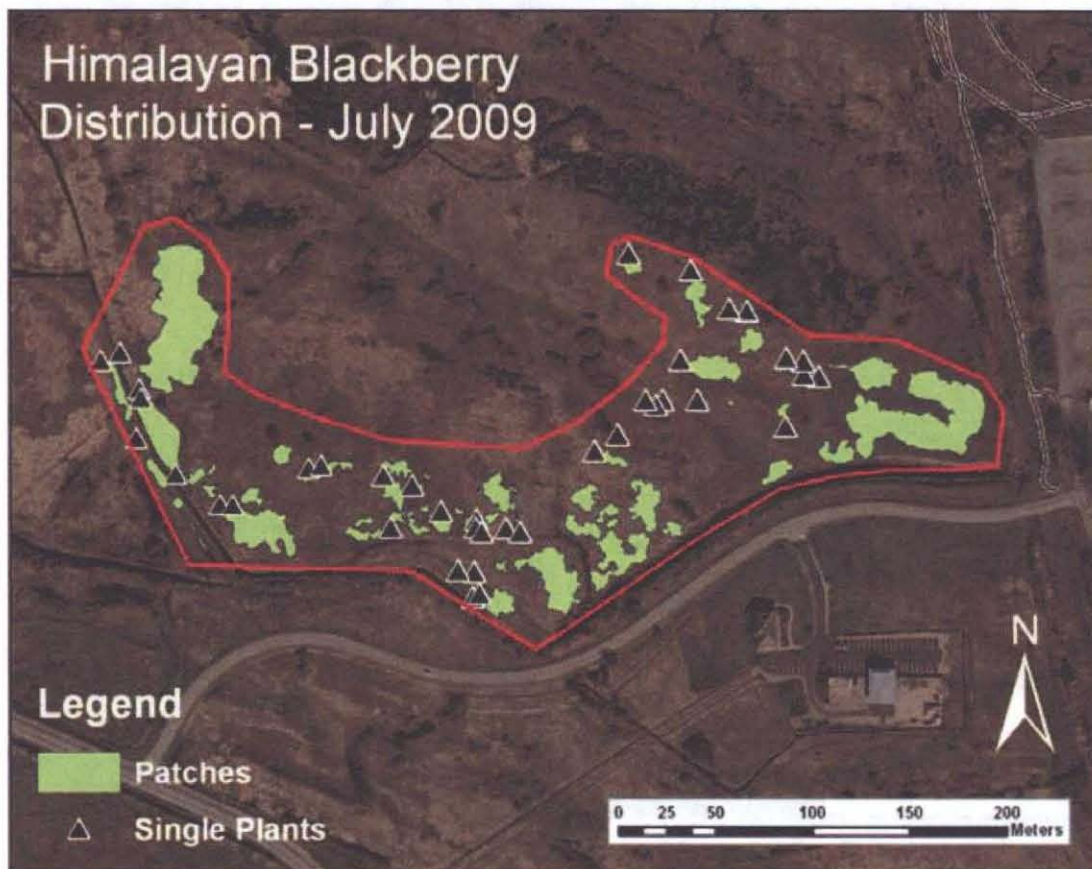 Himalayan Blackberry
Distribution - July 2009
N
Legend
Patches
Single Plants
0 25 50 100 150 200
Meters